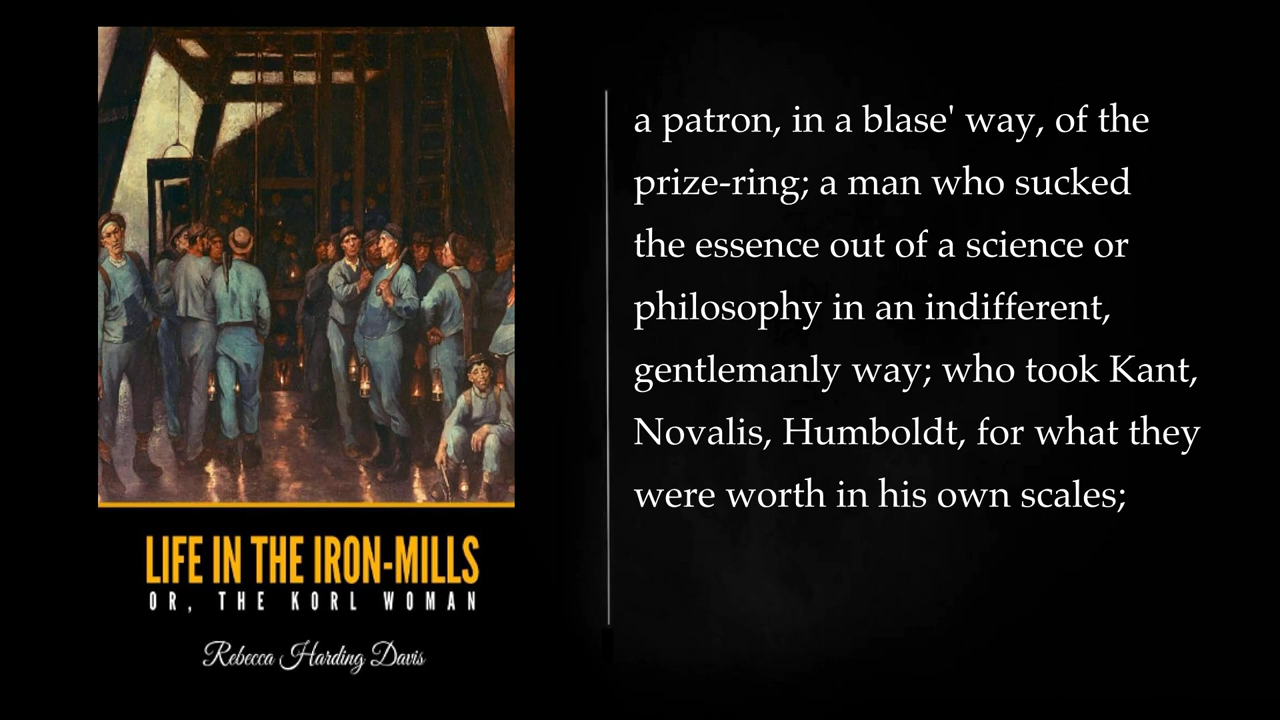 a patron, in a blase' way, of the
prize-ring; a man who sucked
the essence out of a science or
philosophy in an indifferent,
gentlemanly way; who took Kant,
Novalis, Humboldt, for what they
were worth in his own scales;
LIFE IN THE IRON-MILLS
OR, THE KORL WOMAN
Rebecca Harding Davis